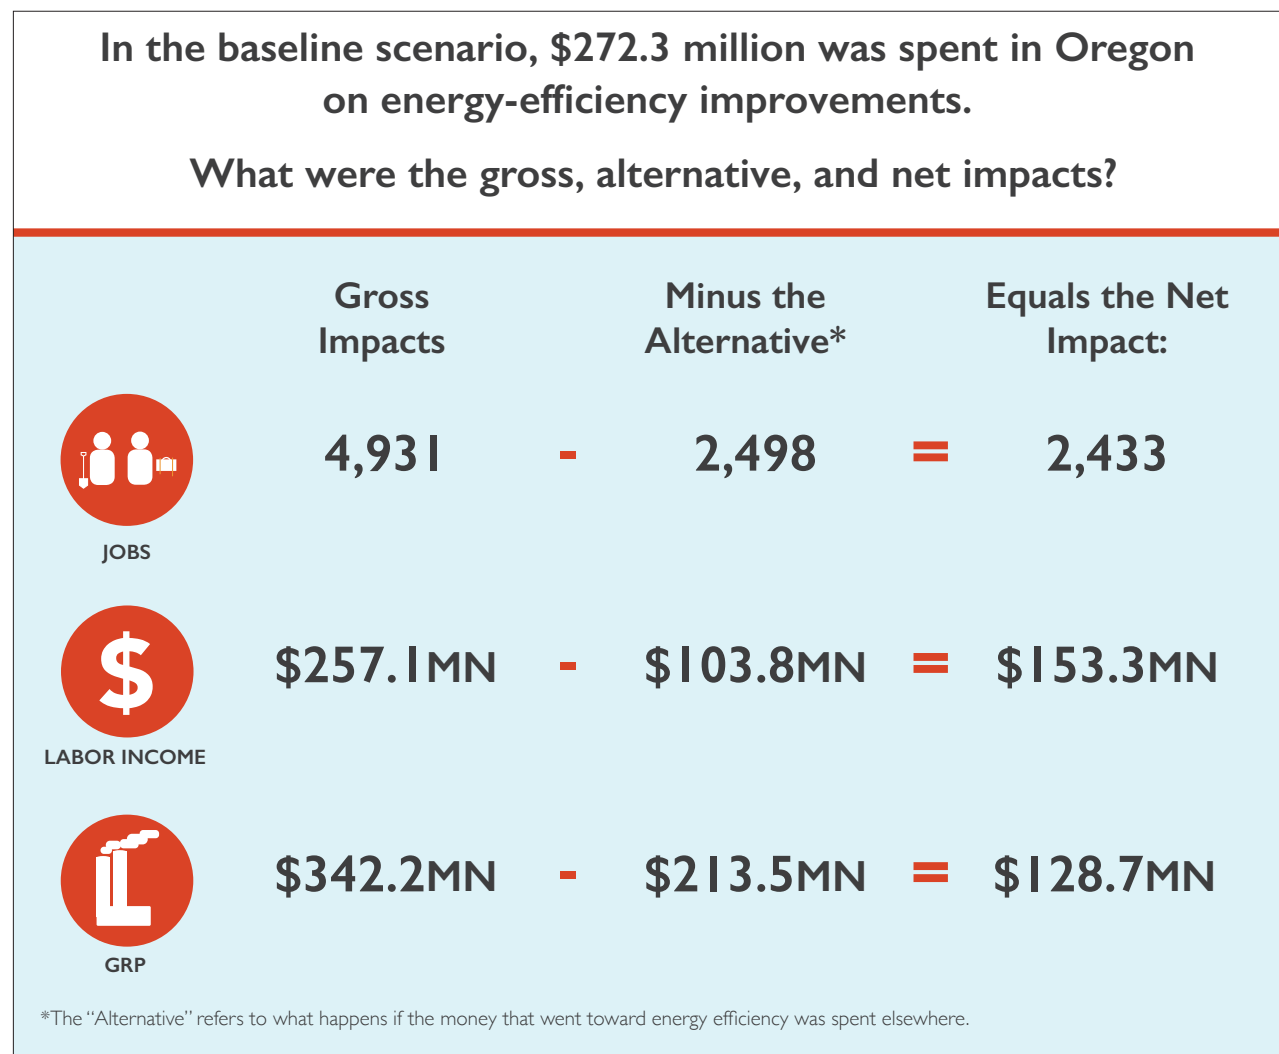 In the baseline scenario, $272.3 million was spent in Oregon
on energy-efficiency improvements.
What were the gross, alternative, and net impacts?
Gross
Impacts
Minus the
Alternative*
Equals the Net
Impact:
4,931 - 2,498 = 2,433
JOBS
$
$257.1MN - $103.8MN = $153.3MN
LABOR INCOME
$342.2MN - $213.5MN = $128.7MN
GRP
*The “Alternative” refers to what happens if the money that went toward energy efficiency was spent elsewhere.